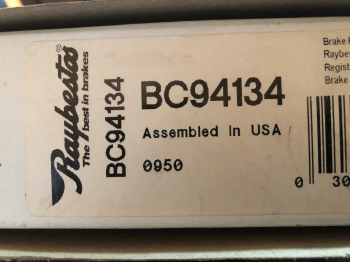 Raybestos
The best in brakes
BC94134
BC94134
Assembled In USA
0950
Brake
Raybes
Regist
Brake
0 30